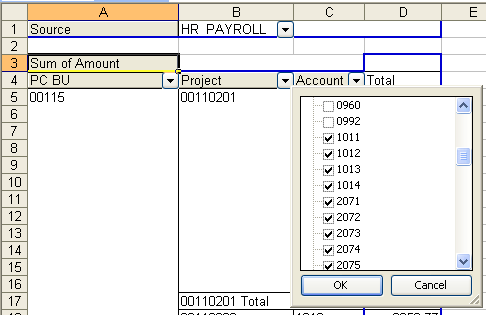 A B C D E
1 Source HR PAYROLL
2
3 Sum of Amount
4 PC BU Project Account Total
5 00115 00110201
6 0960
7 0992
8 1011
9 1012
10 1013
11 1014
12 2071
13 2072
14 2073
15 2074
16 2075
OK Cancel
17 00110201 Total